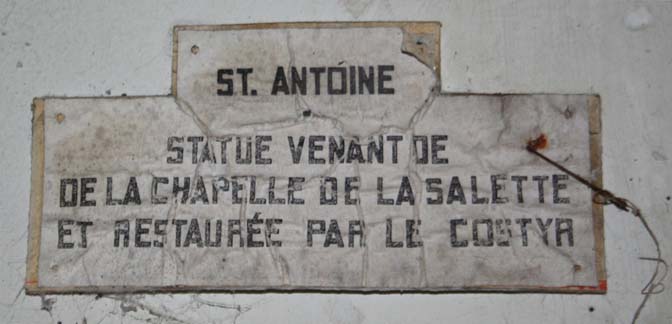 ST. ANTOINE
STATUE VENANT DE
DE LA CHAPELLE DE LA SALETTE
ET RESTAURÉE PAR LE COSTYR